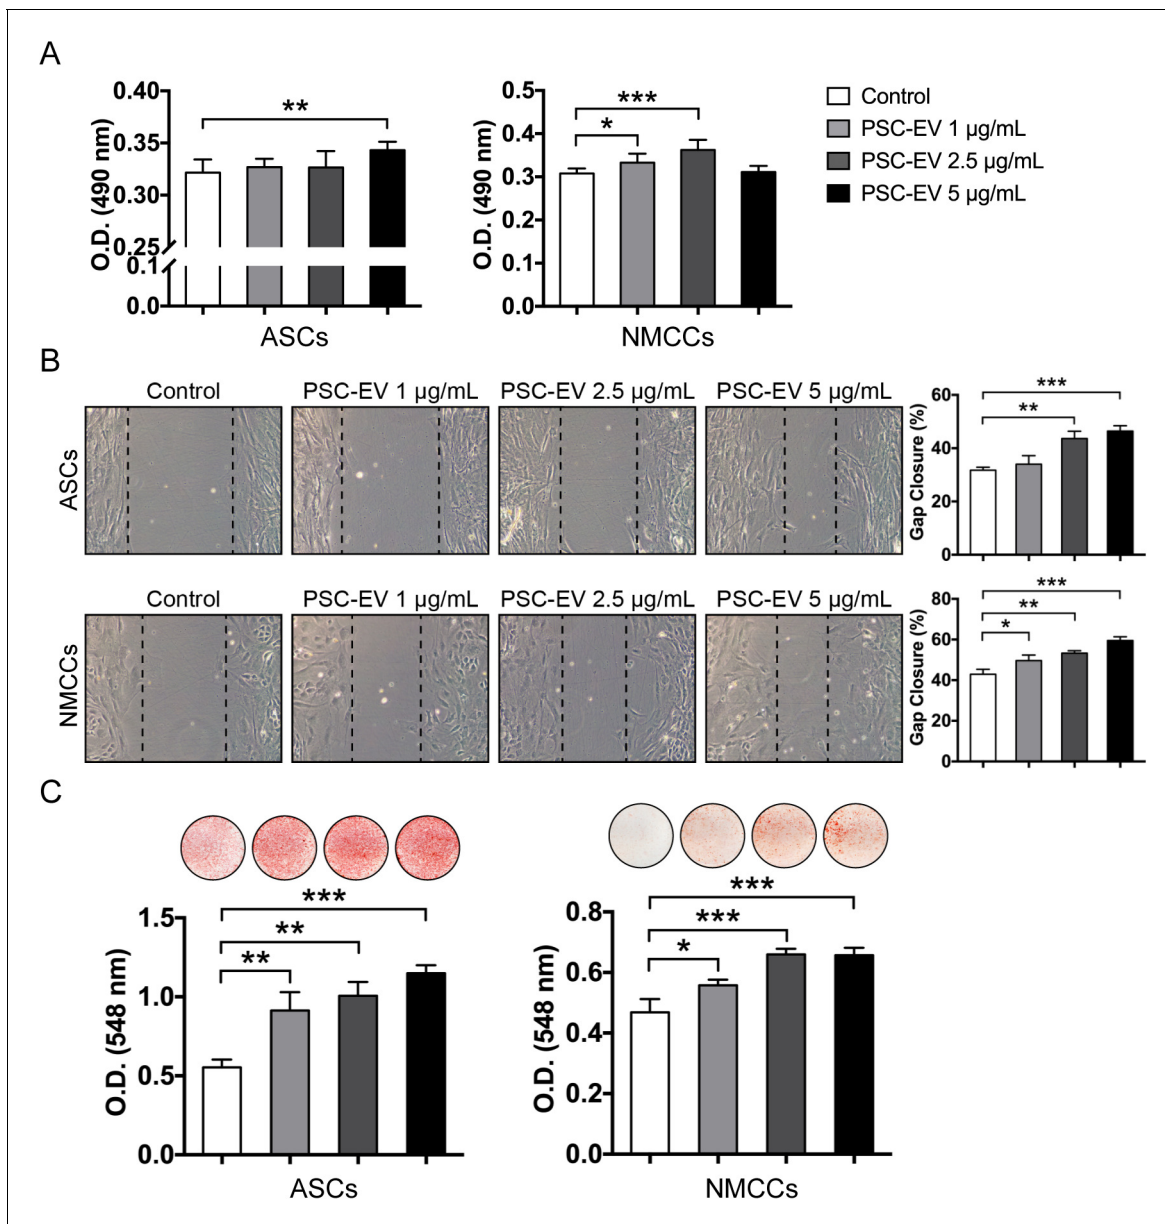 A
O.D. (490 nm)
0.40
0.35
0.30
0.25
0.1
0.0
**
ASCs
O.D. (490 nm)
0.5
0.4
0.3
0.2
0.1
0.0
***
*
NMCCs
Control
PSC-EV 1 µg/mL
PSC-EV 2.5 µg/mL
PSC-EV 5 µg/mL
B
Control
PSC-EV 1 µg/mL
PSC-EV 2.5 µg/mL
PSC-EV 5 µg/mL
ASCs
Gap Closure (%)
60
40
20
0
***
**
Control
PSC-EV 1 µg/mL
PSC-EV 2.5 µg/mL
PSC-EV 5 µg/mL
NMCCs
Gap Closure (%)
80
60
40
20
0
***
**
*
C
O.D. (548 nm)
1.5
1.0
0.5
0.0
***
**
**
ASCs
O.D. (548 nm)
0.8
0.6
0.4
0.2
0.0
***
***
*
NMCCs